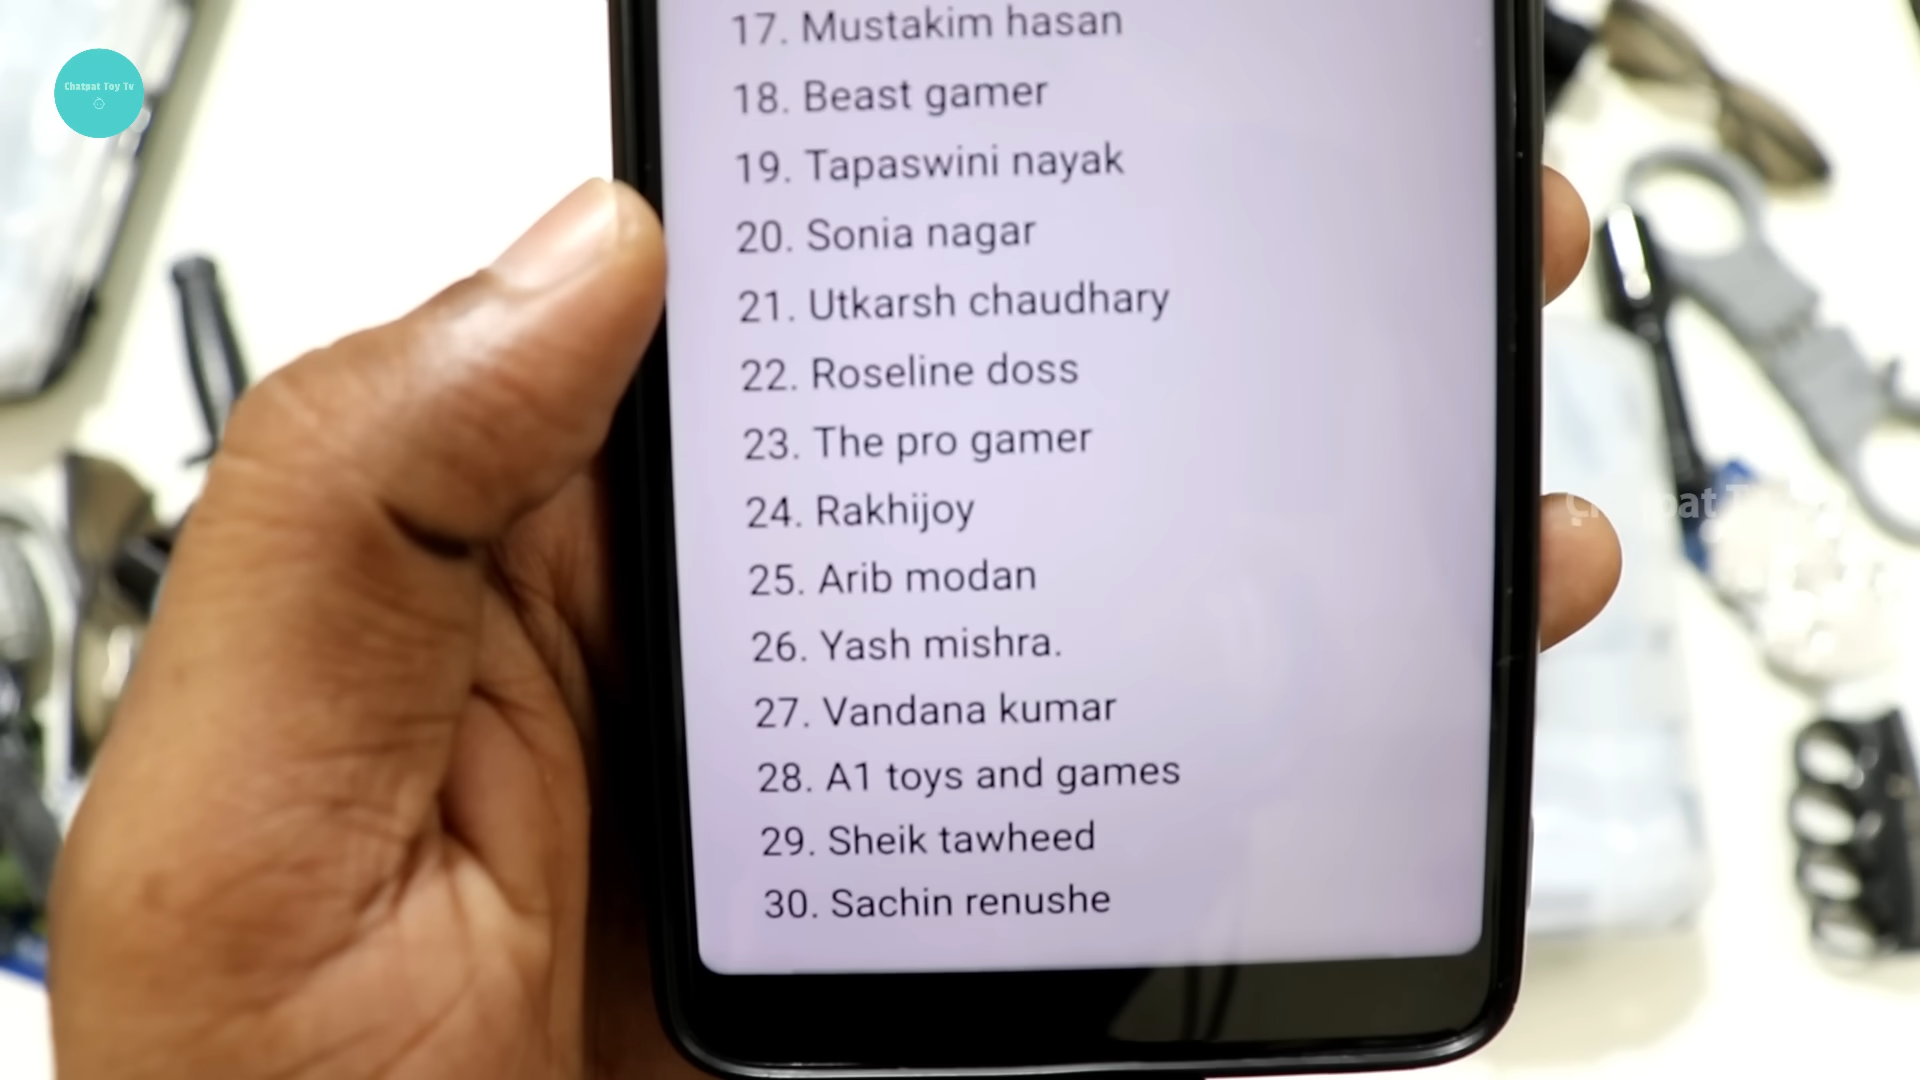 Chatpat Toy Tv
17. Mustakim hasan
18. Beast gamer
19. Tapaswini nayak
20. Sonia nagar
21. Utkarsh chaudhary
22. Roseline doss
23. The pro gamer
24. Rakhijoy
25. Arib modan
26. Yash mishra.
27. Vandana kumar
28. A1 toys and games
29. Sheik tawheed
30. Sachin renushe